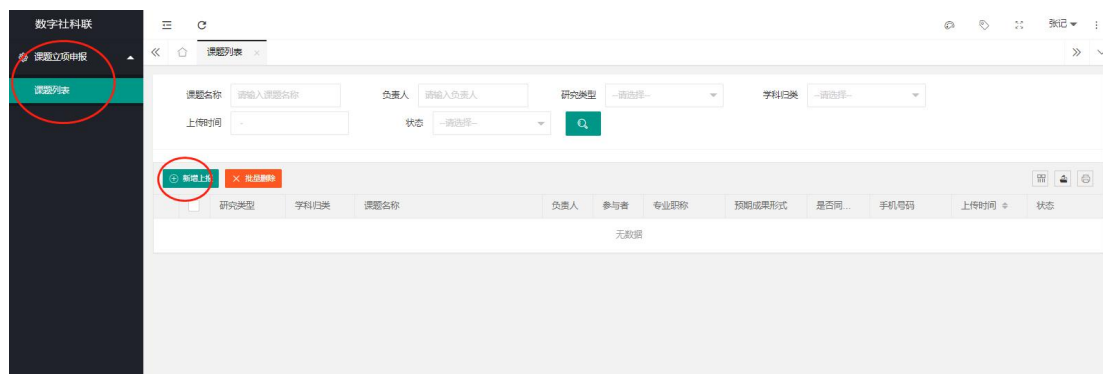 数字社科联
张记
课题立项申报
课题列表
课题列表
课题名称 请输入课题名称 负责人 请输入负责人 研究类型 --请选择-- 学科归类 --请选择--
上传时间 - 状态 --请选择--
新增上报 批量删除
研究类型 学科归类 课题名称 负责人 参与者 专业职称 预期成果形式 是否同... 手机号码 上传时间 状态
无数据